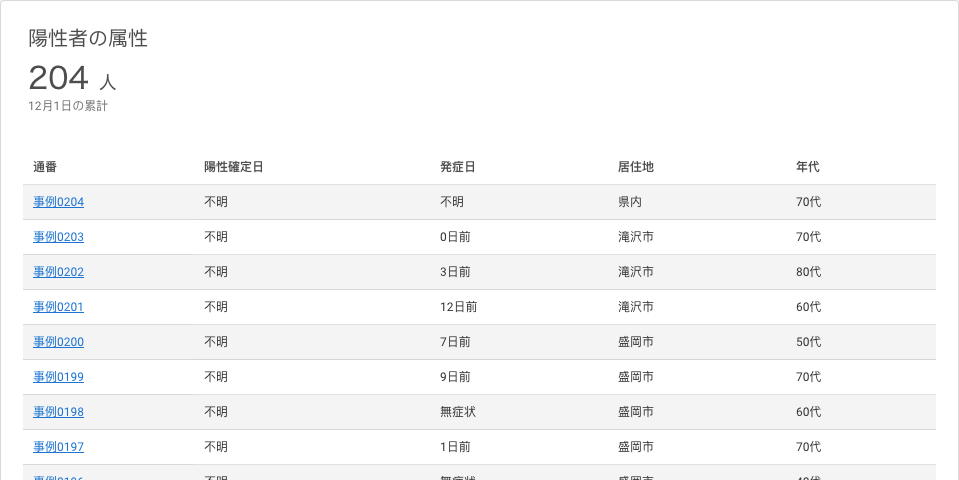 陽性者の属性
204 人
12月1日の累計
通番 陽性確定日 発症日 居住地 年代
事例0204 不明 不明 県内 70代
事例0203 不明 0日前 滝沢市 70代
事例0202 不明 3日前 滝沢市 80代
事例0201 不明 12日前 滝沢市 60代
事例0200 不明 7日前 盛岡市 50代
事例0199 不明 9日前 盛岡市 70代
事例0198 不明 無症状 盛岡市 60代
事例0197 不明 1日前 盛岡市 70代